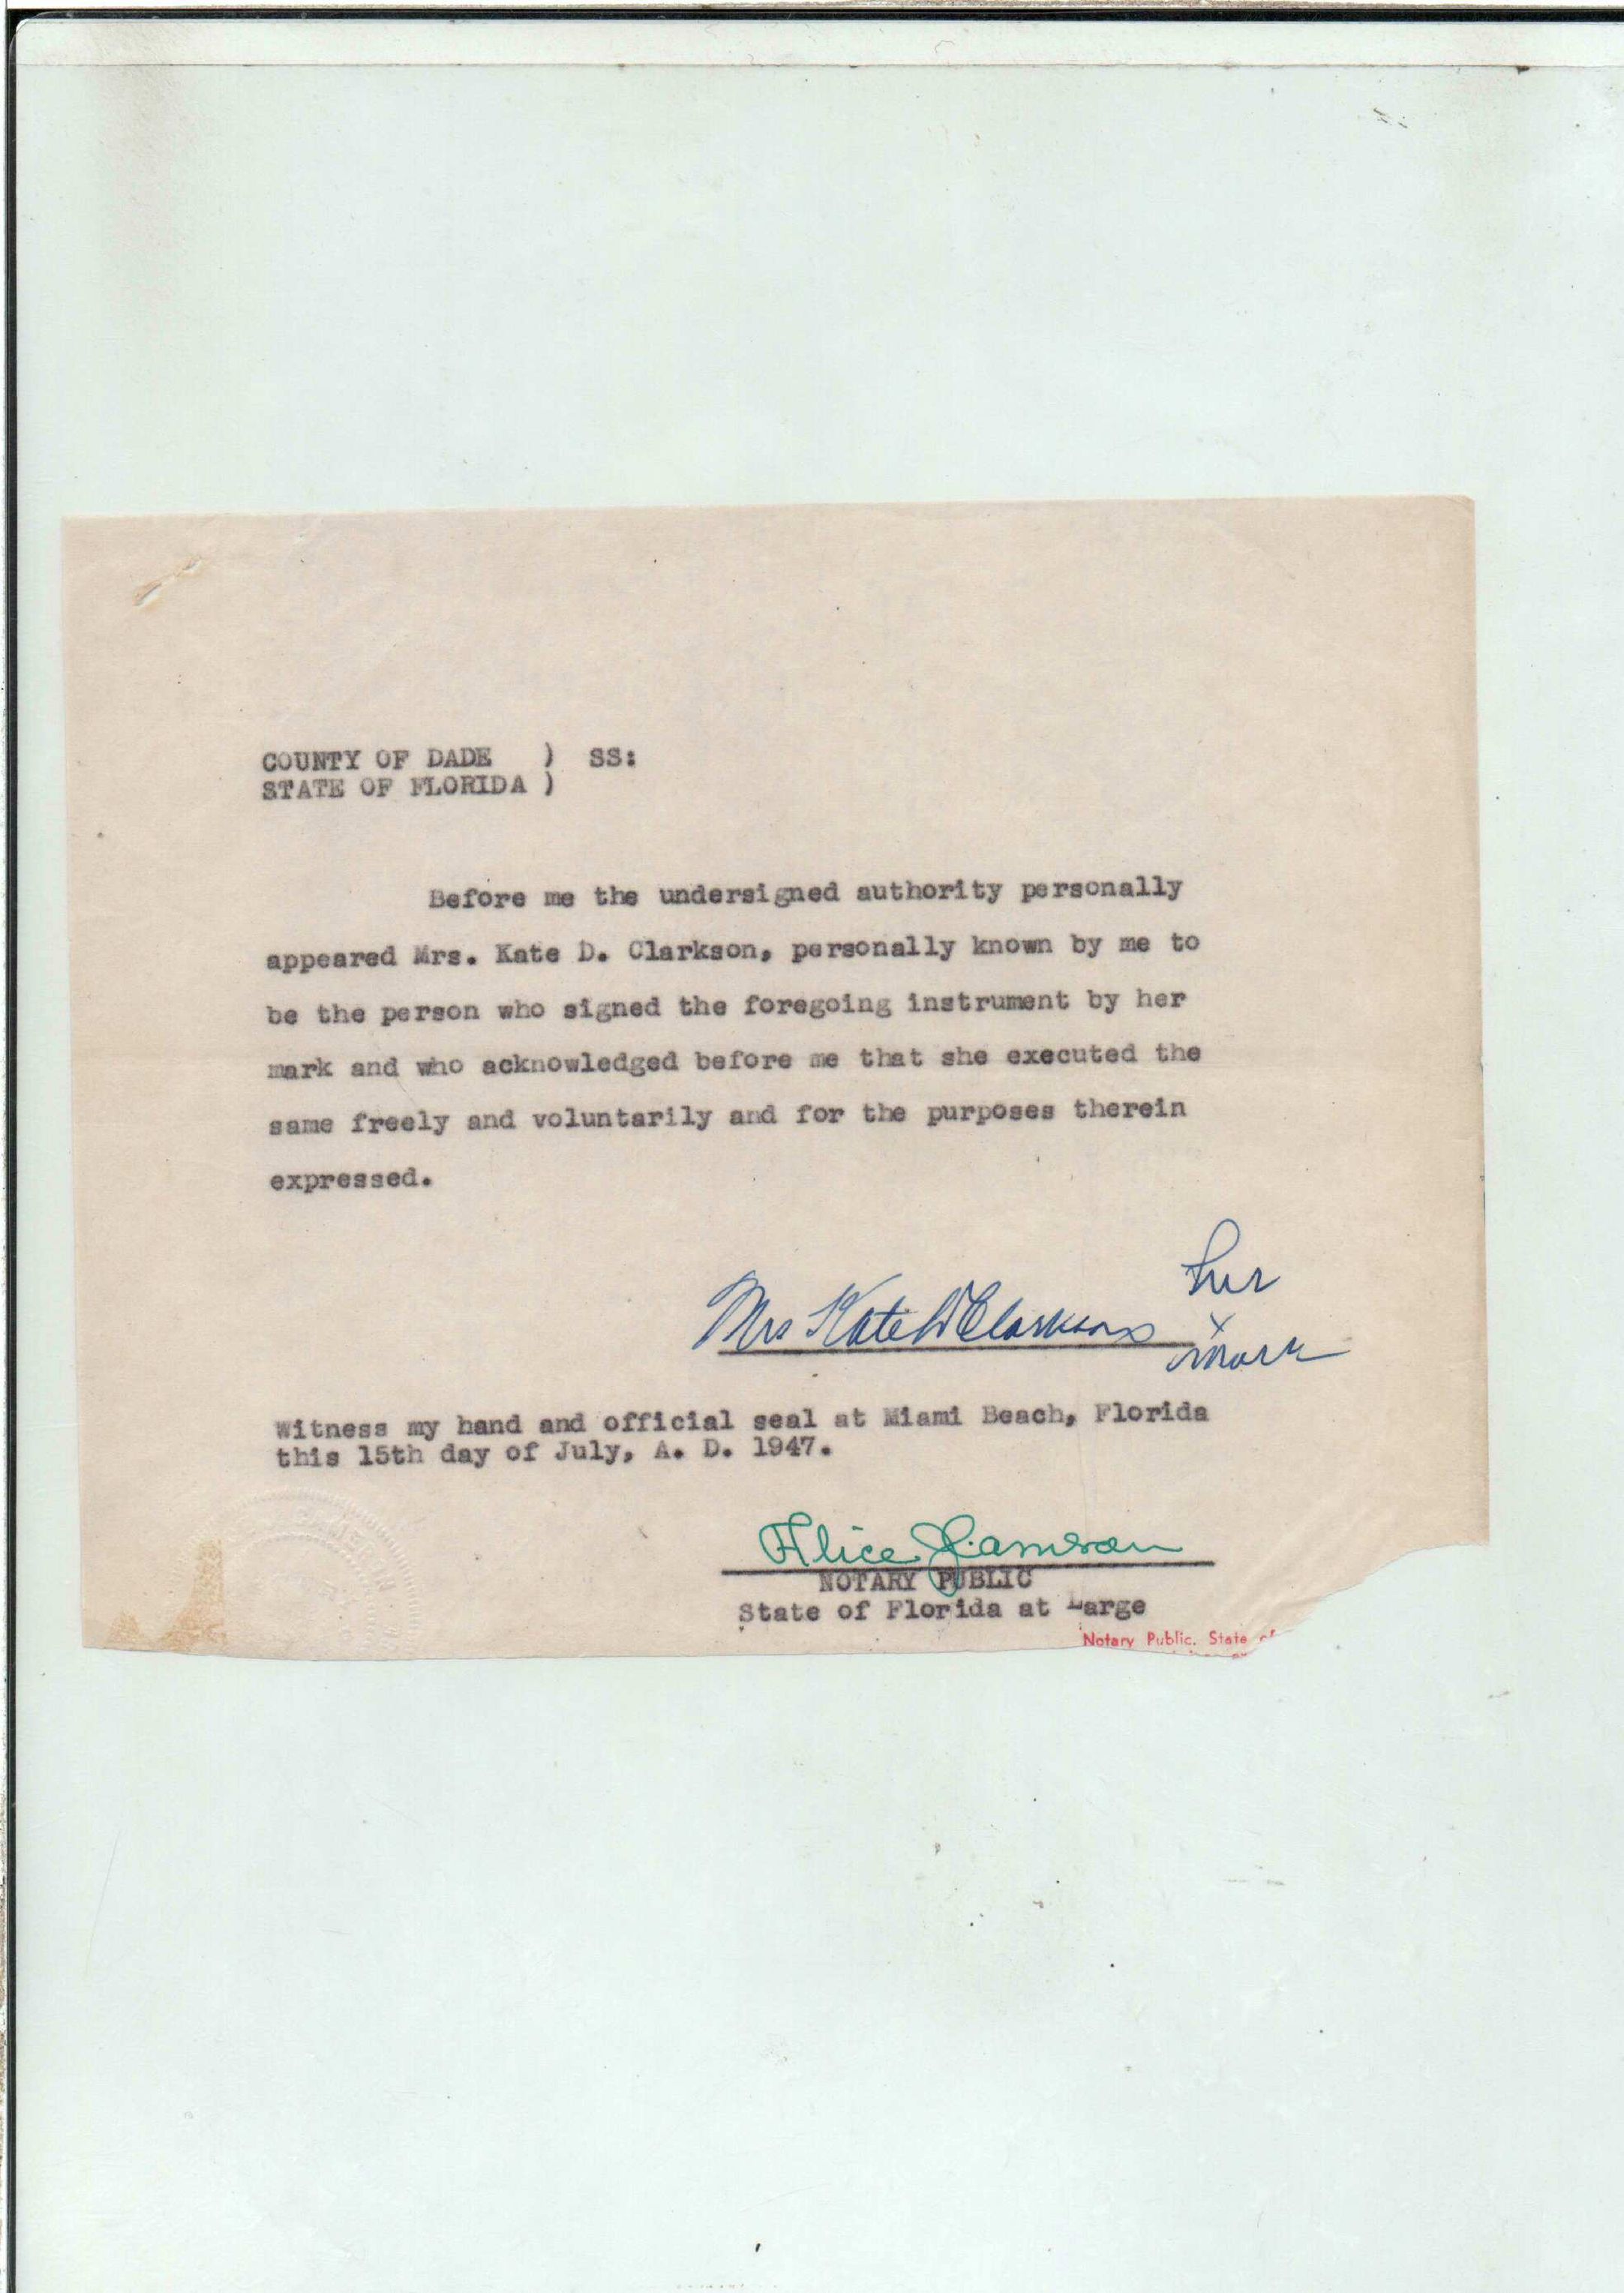 COUNTY OF DADE ) SS:
STATE OF FLORIDA )
Before me the undersigned authority personally
appeared Mrs. Kate D. Clarkson, personally known by me to
be the person who signed the foregoing instrument by her
mark and who acknowledged before me that she executed the
same freely and voluntarily and for the purposes therein
expressed.
her
Mrs Kate D Clarkson x
mark
Witness my hand and official seal at Miami Beach, Florida
this 15th day of July, A. D. 1947.
Alice
NOTARY PUBLIC
State of Florida at Large
Notary Public. State of